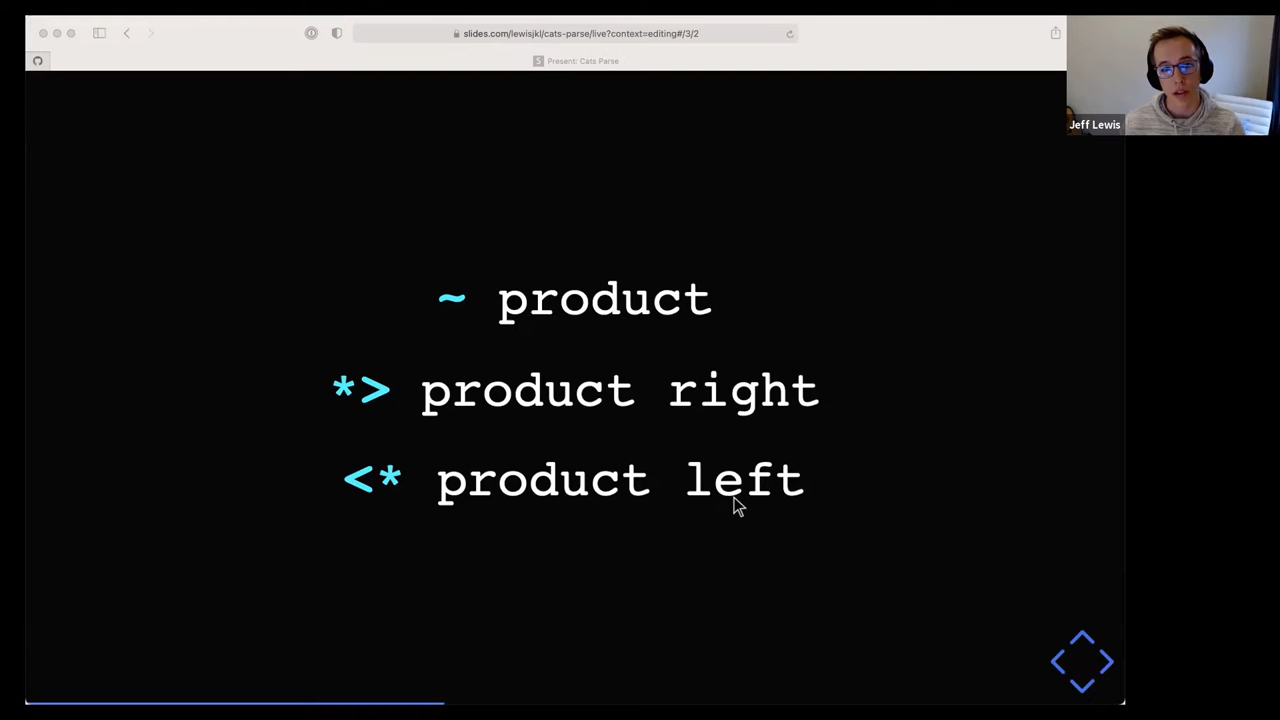 slides.com/lewisjkl/cats-parse/live?context=editing#/3/2
S Present: Cats Parse
Jeff Lewis
~ product
*> product right
<* product left